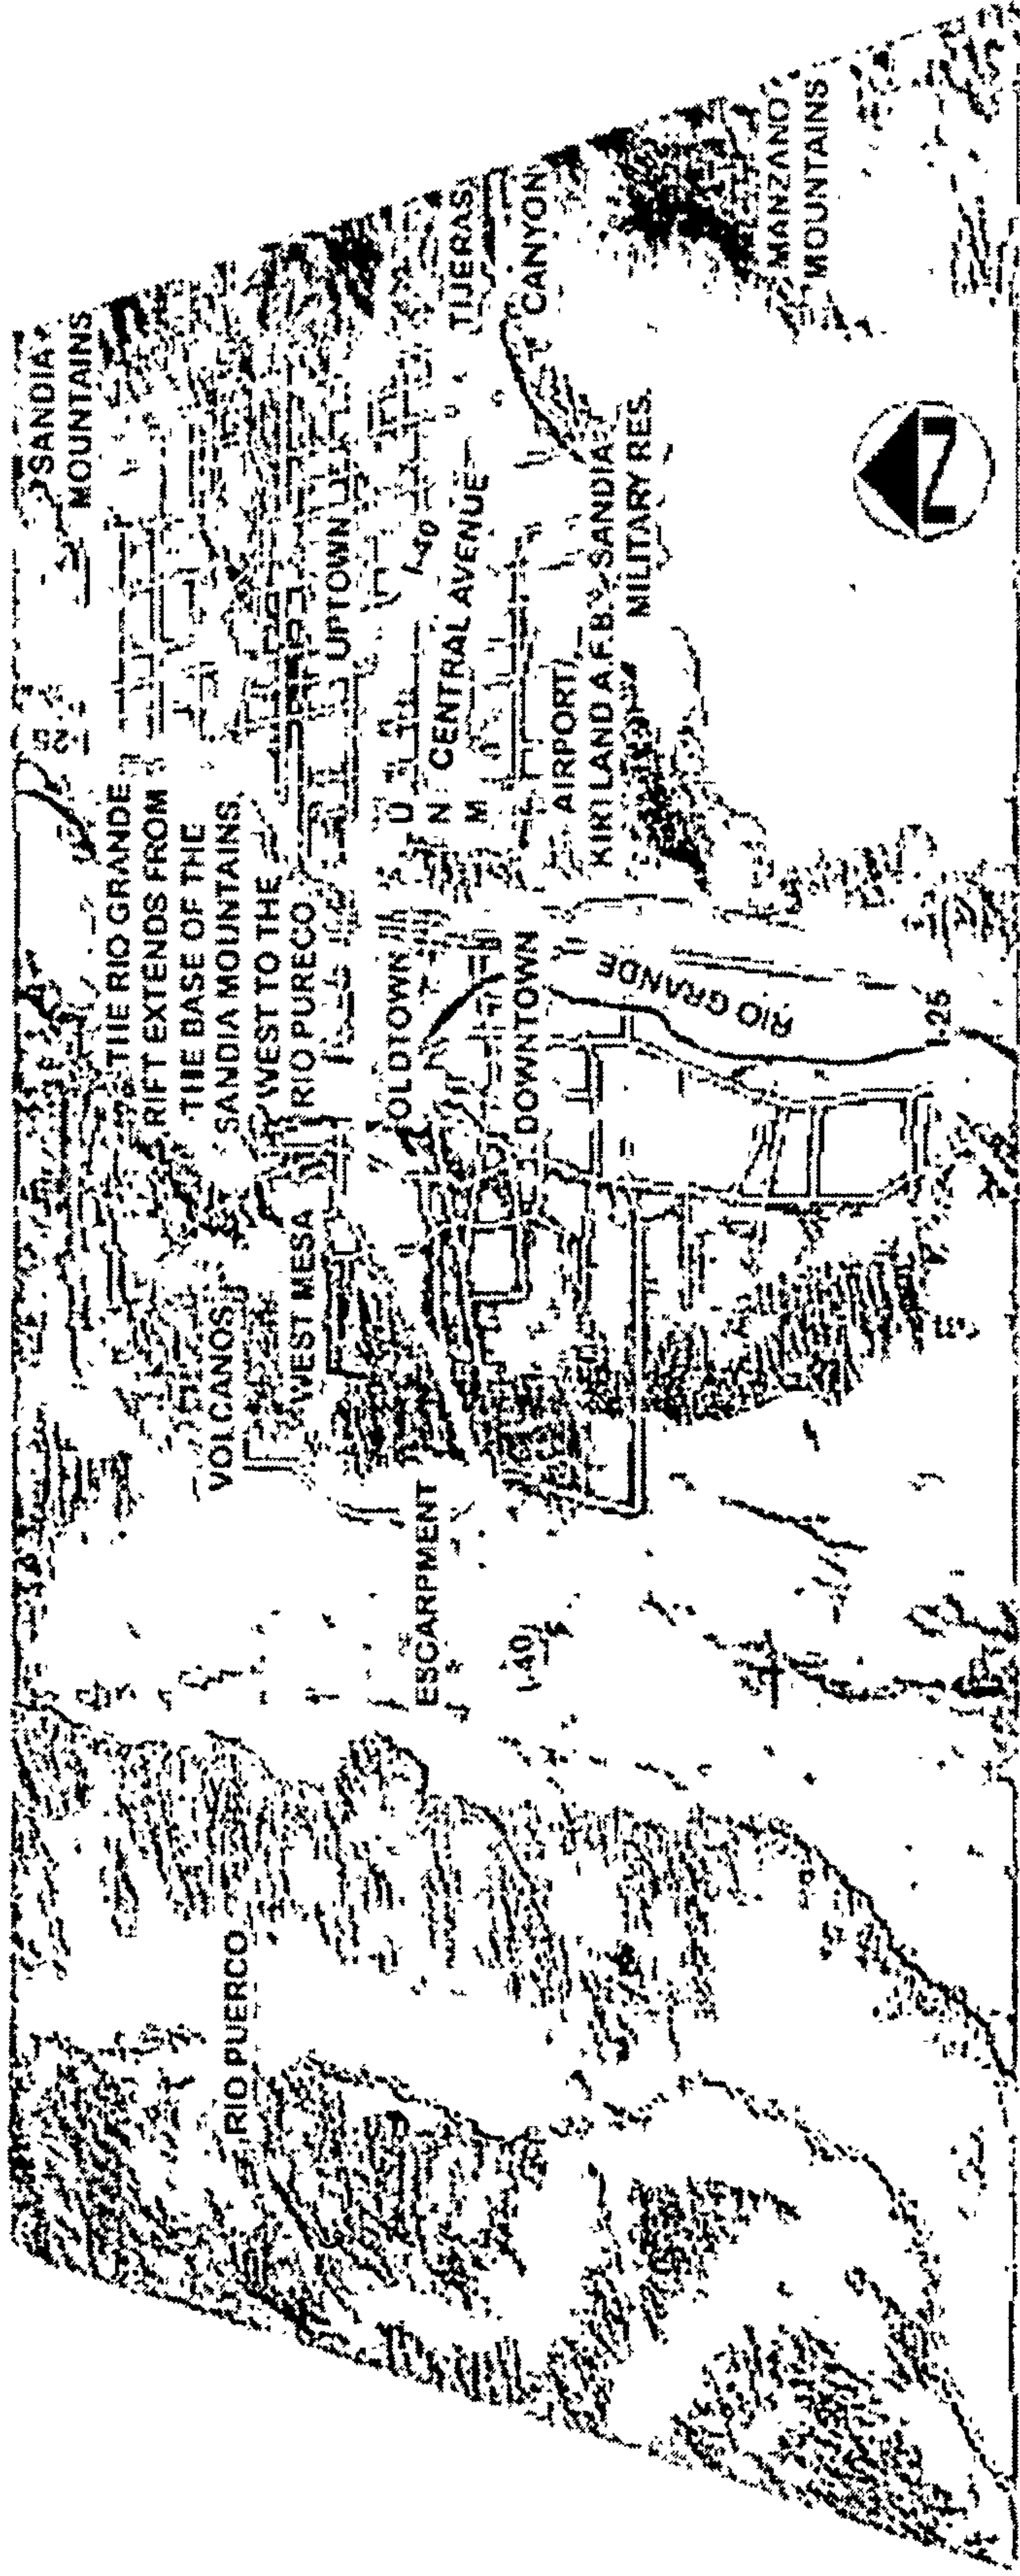 SANDIA
MOUNTAINS
THE RIO GRANDE
RIFT EXTENDS FROM
THE BASE OF THE
SANDIA MOUNTAINS
WEST TO THE
RIO PURECO
VOLCANOS
RIO PUERCO
WEST MESA
UPTOWN
OLDTOWN
U
N
M
I-40
ESCARPMENT
CENTRAL AVENUE
TIJERAS
CANYON
I-40
DOWNTOWN
AIRPORT
KIRTLAND A.F.B.-SANDIA
MILITARY RES.
RIO GRANDE
MANZANO
MOUNTAINS
I-25
N